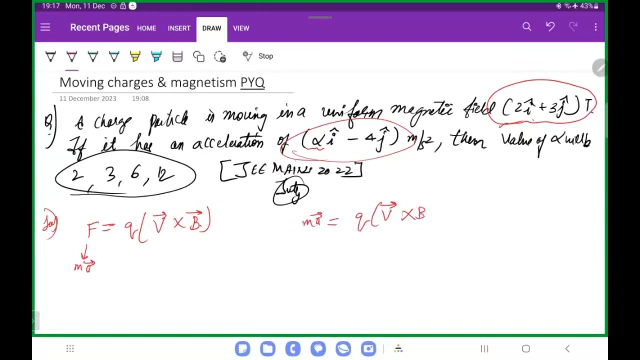 19:17 Mon, 11 Dec 43%
Recent Pages HOME INSERT DRAW VIEW
Stop
Moving charges & magnetism PYQ
11 December 2023 19:08
Q) A charge particle is moving in a uniform magnetic field (2î + 3ĵ) T.
If it has an acceleration of (αî − 4ĵ) m/s², then value of α will b
2, 3, 6, 12 [JEE MAINS 2022]
July
Sol) F = q(V⃗ × B⃗) ma⃗ = q(V⃗ × B
ma⃗